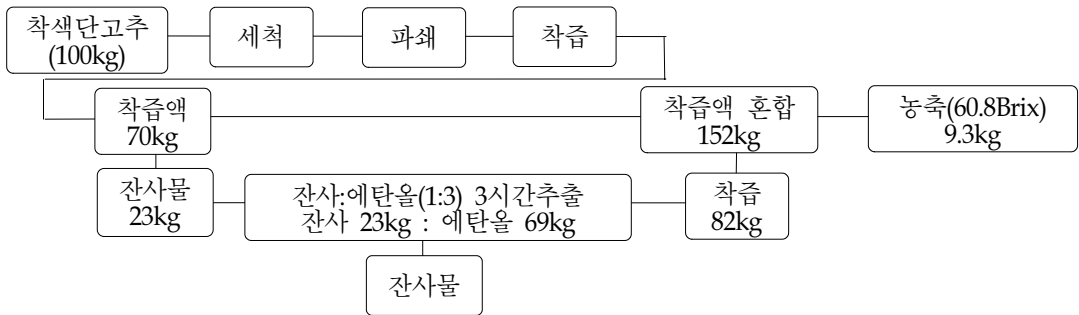 착색단고추
(100kg)
세척
파쇄
착즙
착즙액
70kg
착즙액 혼합
152kg
농축(60.8Brix)
9.3kg
잔사물
23kg
잔사:에탄올(1:3) 3시간추출
잔사 23kg : 에탄올 69kg
착즙
82kg
잔사물